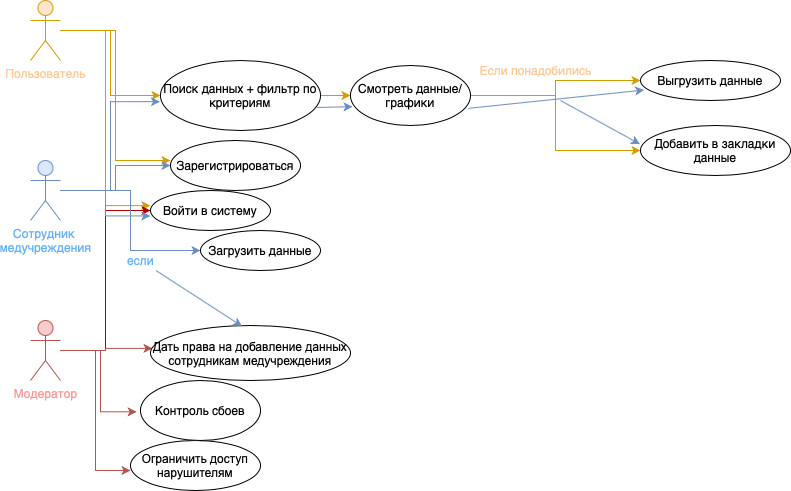 Пользователь
Поиск данных + фильтр по
критериям
Смотреть данные/
графики
Если понадобились
Выгрузить данные
Добавить в закладки
данные
Зарегистрироваться
Войти в систему
Сотрудник
медучреждения
Загрузить данные
если
Дать права на добавление данных
сотрудникам медучреждения
Модератор
Контроль сбоев
Ограничить доступ
нарушителям